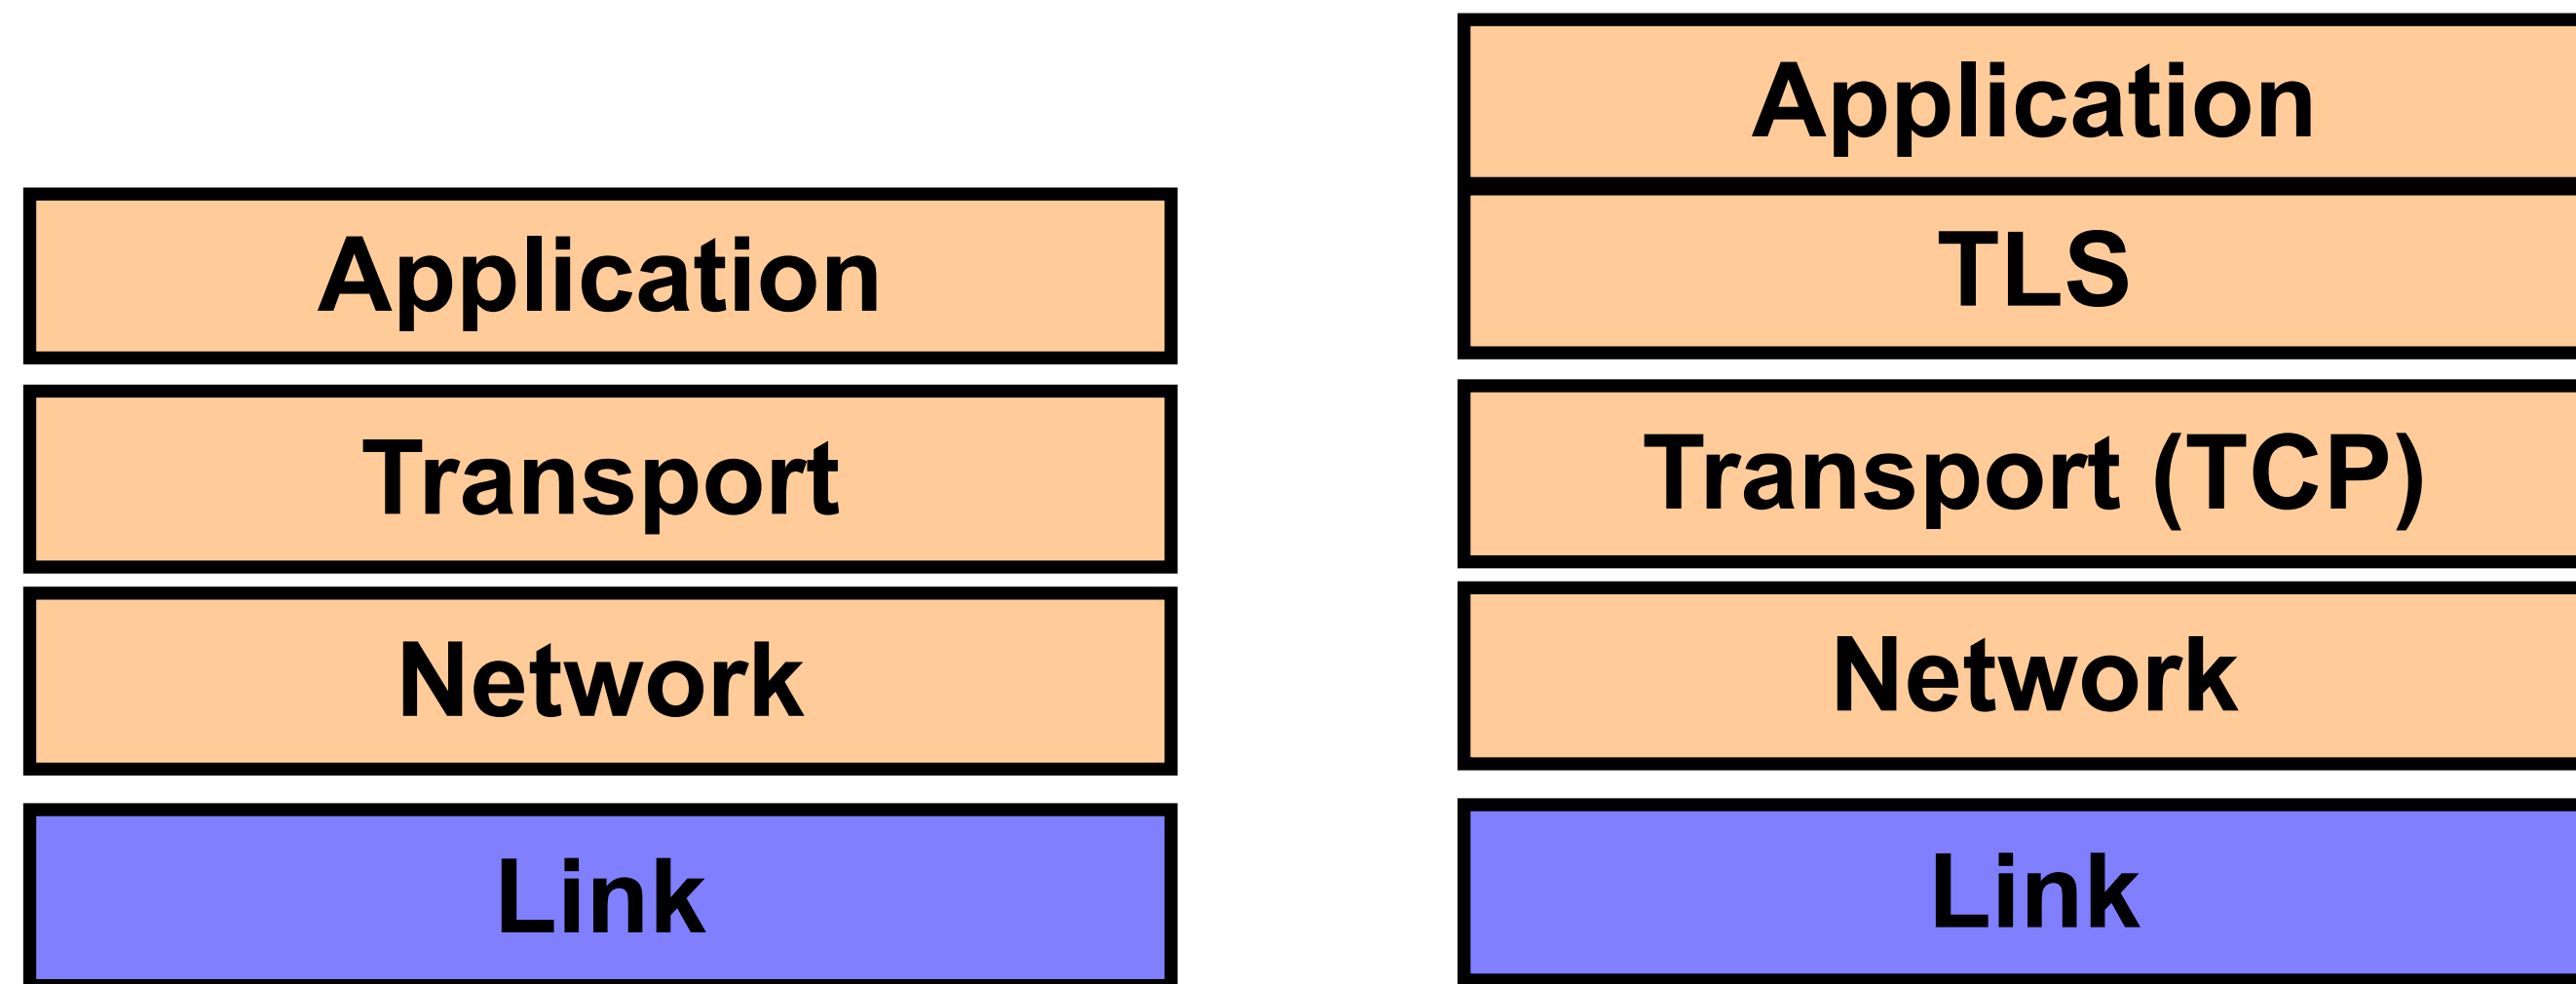 Application
Transport
Network
Link
Application
TLS
Transport (TCP)
Network
Link